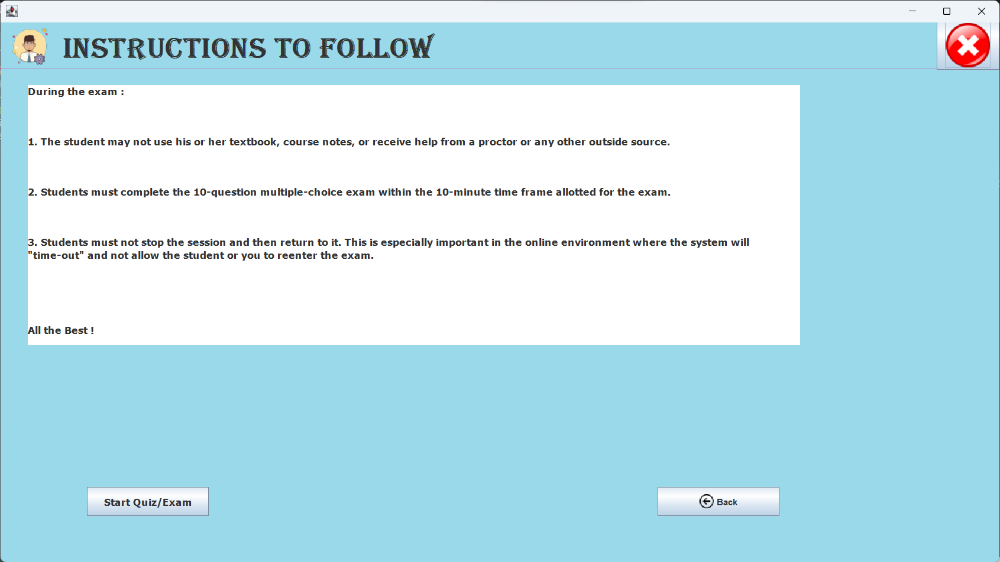 INSTRUCTIONS TO FOLLOW
During the exam :
1. The student may not use his or her textbook, course notes, or receive help from a proctor or any other outside source.
2. Students must complete the 10-question multiple-choice exam within the 10-minute time frame allotted for the exam.
3. Students must not stop the session and then return to it. This is especially important in the online environment where the system will
"time-out" and not allow the student or you to reenter the exam.
All the Best !
Start Quiz/Exam
Back